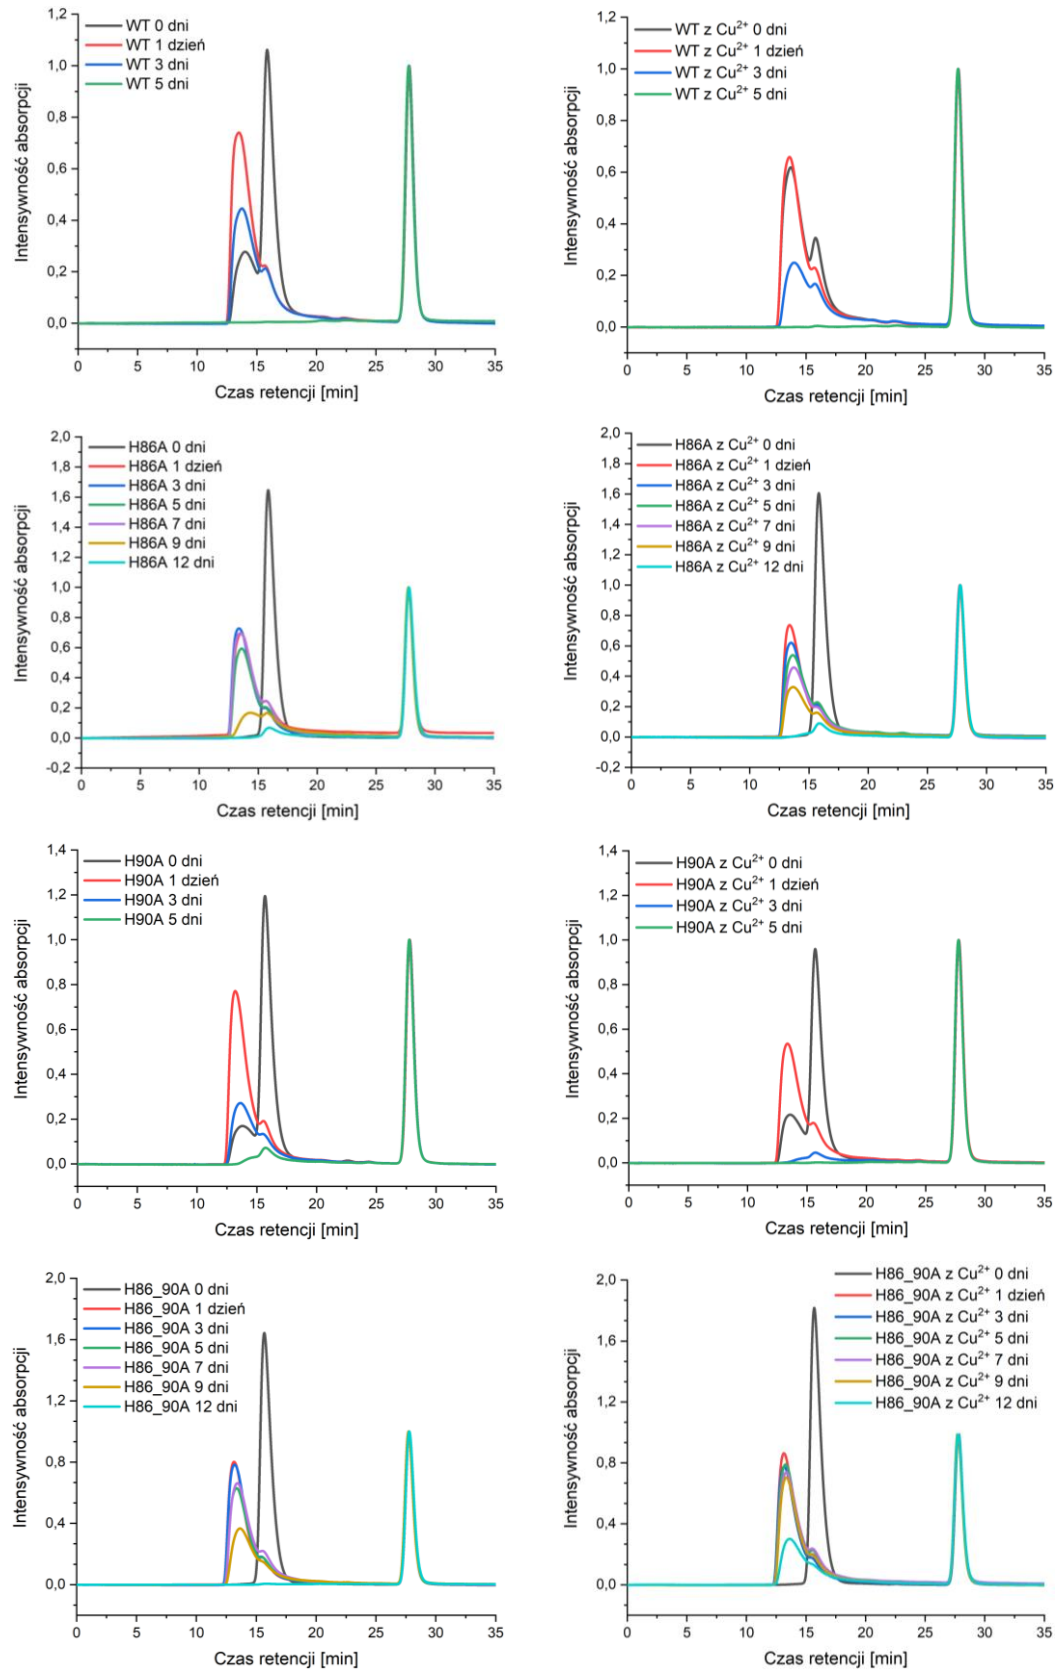 1,2
1,0
0,8
0,6
0,4
0,2
0,0
Intensywność absorpcji
WT 0 dni
WT 1 dzień
WT 3 dni
WT 5 dni
0 5 10 15 20 25 30 35
Czas retencji [min]
1,2
1,0
0,8
0,6
0,4
0,2
0,0
Intensywność absorpcji
WT z Cu²⁺ 0 dni
WT z Cu²⁺ 1 dzień
WT z Cu²⁺ 3 dni
WT z Cu²⁺ 5 dni
0 5 10 15 20 25 30 35
Czas retencji [min]
2,0
1,8
1,6
1,4
1,2
1,0
0,8
0,6
0,4
0,2
0,0
-0,2
Intensywność absorpcji
H86A 0 dni
H86A 1 dzień
H86A 3 dni
H86A 5 dni
H86A 7 dni
H86A 9 dni
H86A 12 dni
0 5 10 15 20 25 30 35
Czas retencji [min]
2,0
1,8
1,6
1,4
1,2
1,0
0,8
0,6
0,4
0,2
0,0
-0,2
Intensywność absorpcji
H86A z Cu²⁺ 0 dni
H86A z Cu²⁺ 1 dzień
H86A z Cu²⁺ 3 dni
H86A z Cu²⁺ 5 dni
H86A z Cu²⁺ 7 dni
H86A z Cu²⁺ 9 dni
H86A z Cu²⁺ 12 dni
0 5 10 15 20 25 30 35
Czas retencji [min]
1,4
1,2
1,0
0,8
0,6
0,4
0,2
0,0
Intensywność absorpcji
H90A 0 dni
H90A 1 dzień
H90A 3 dni
H90A 5 dni
0 5 10 15 20 25 30 35
Czas retencji [min]
1,4
1,2
1,0
0,8
0,6
0,4
0,2
0,0
Intensywność absorpcji
H90A z Cu²⁺ 0 dni
H90A z Cu²⁺ 1 dzień
H90A z Cu²⁺ 3 dni
H90A z Cu²⁺ 5 dni
0 5 10 15 20 25 30 35
Czas retencji [min]
2,0
1,6
1,2
0,8
0,4
0,0
Intensywność absorpcji
H86_90A 0 dni
H86_90A 1 dzień
H86_90A 3 dni
H86_90A 5 dni
H86_90A 7 dni
H86_90A 9 dni
H86_90A 12 dni
0 5 10 15 20 25 30 35
Czas retencji [min]
2,0
1,6
1,2
0,8
0,4
0,0
Intensywność absorpcji
H86_90A z Cu²⁺ 0 dni
H86_90A z Cu²⁺ 1 dzień
H86_90A z Cu²⁺ 3 dni
H86_90A z Cu²⁺ 5 dni
H86_90A z Cu²⁺ 7 dni
H86_90A z Cu²⁺ 9 dni
H86_90A z Cu²⁺ 12 dni
0 5 10 15 20 25 30 35
Czas retencji [min]